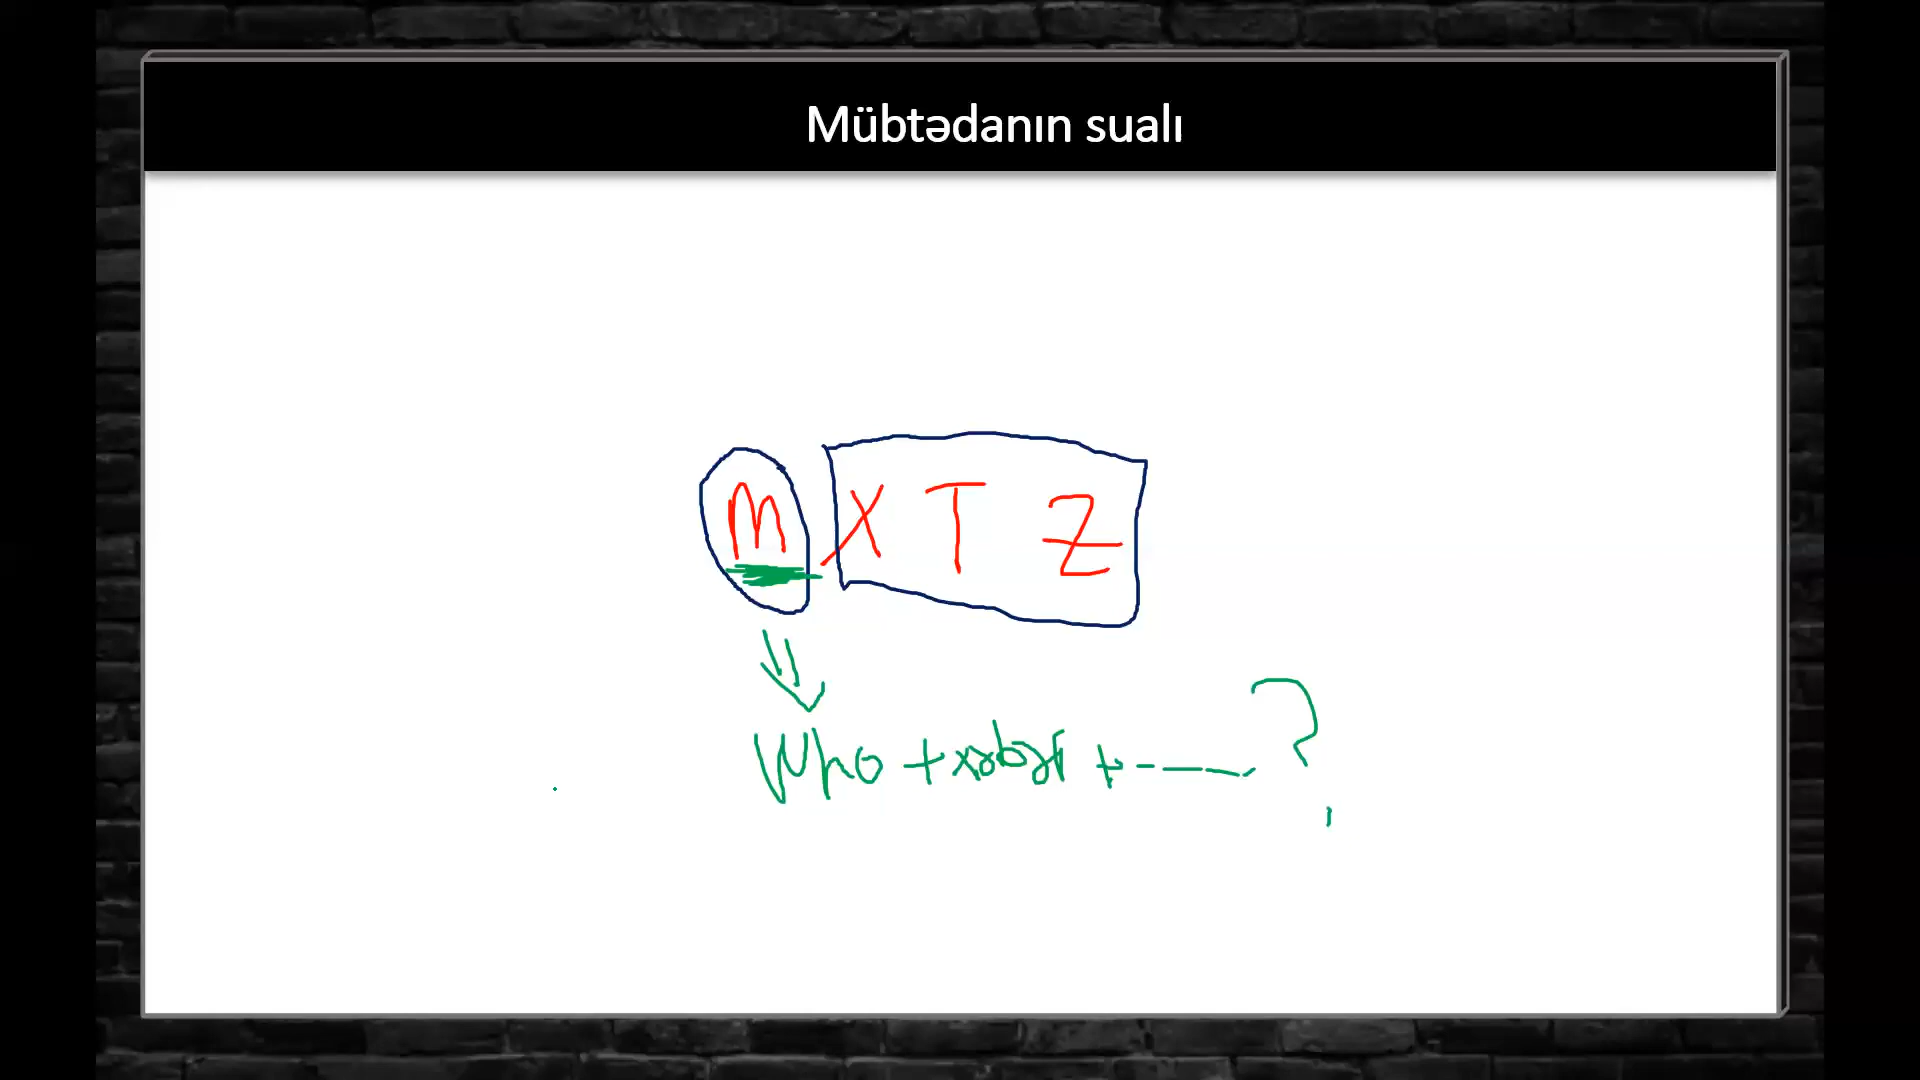 Mübtədanın sualı
M X T Z
Who + xəbər + ---- ?